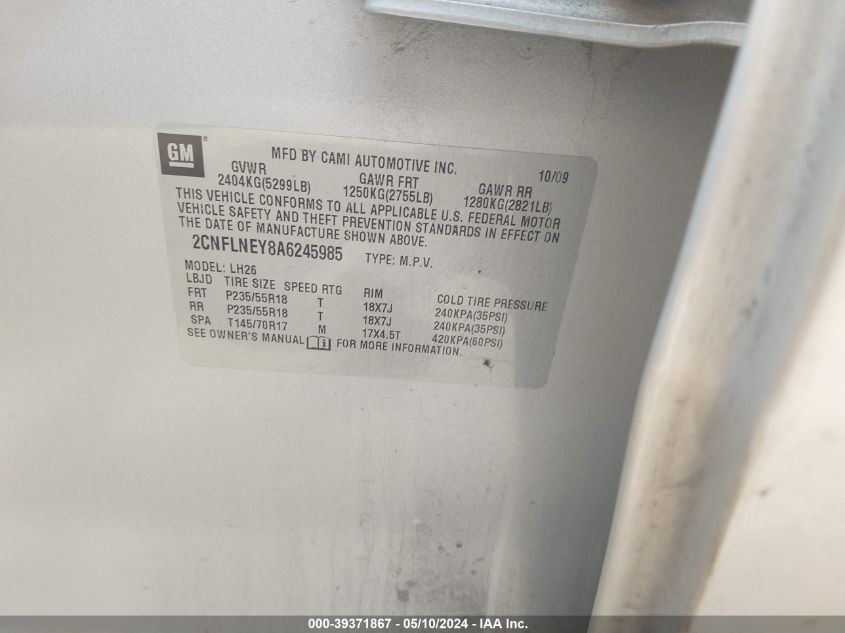 GM
MFD BY CAMI AUTOMOTIVE INC. 10/09
GVWR GAWR FRT GAWR RR
2404KG(5299LB) 1250KG(2755LB) 1280KG(2821LB)
THIS VEHICLE CONFORMS TO ALL APPLICABLE U.S. FEDERAL MOTOR
VEHICLE SAFETY AND THEFT PREVENTION STANDARDS IN EFFECT ON
THE DATE OF MANUFACTURE SHOWN ABOVE.
2CNFLNEY8A6245985 TYPE: M.P.V.
MODEL: LH26
LBJD TIRE SIZE SPEED RTG RIM COLD TIRE PRESSURE
FRT P235/55R18 T 18X7J 240KPA(35PSI)
RR P235/55R18 T 18X7J 240KPA(35PSI)
SPA T145/70R17 M 17X4.5T 420KPA(60PSI)
SEE OWNER'S MANUAL FOR MORE INFORMATION.
000-39371867 - 05/10/2024 - IAA Inc.